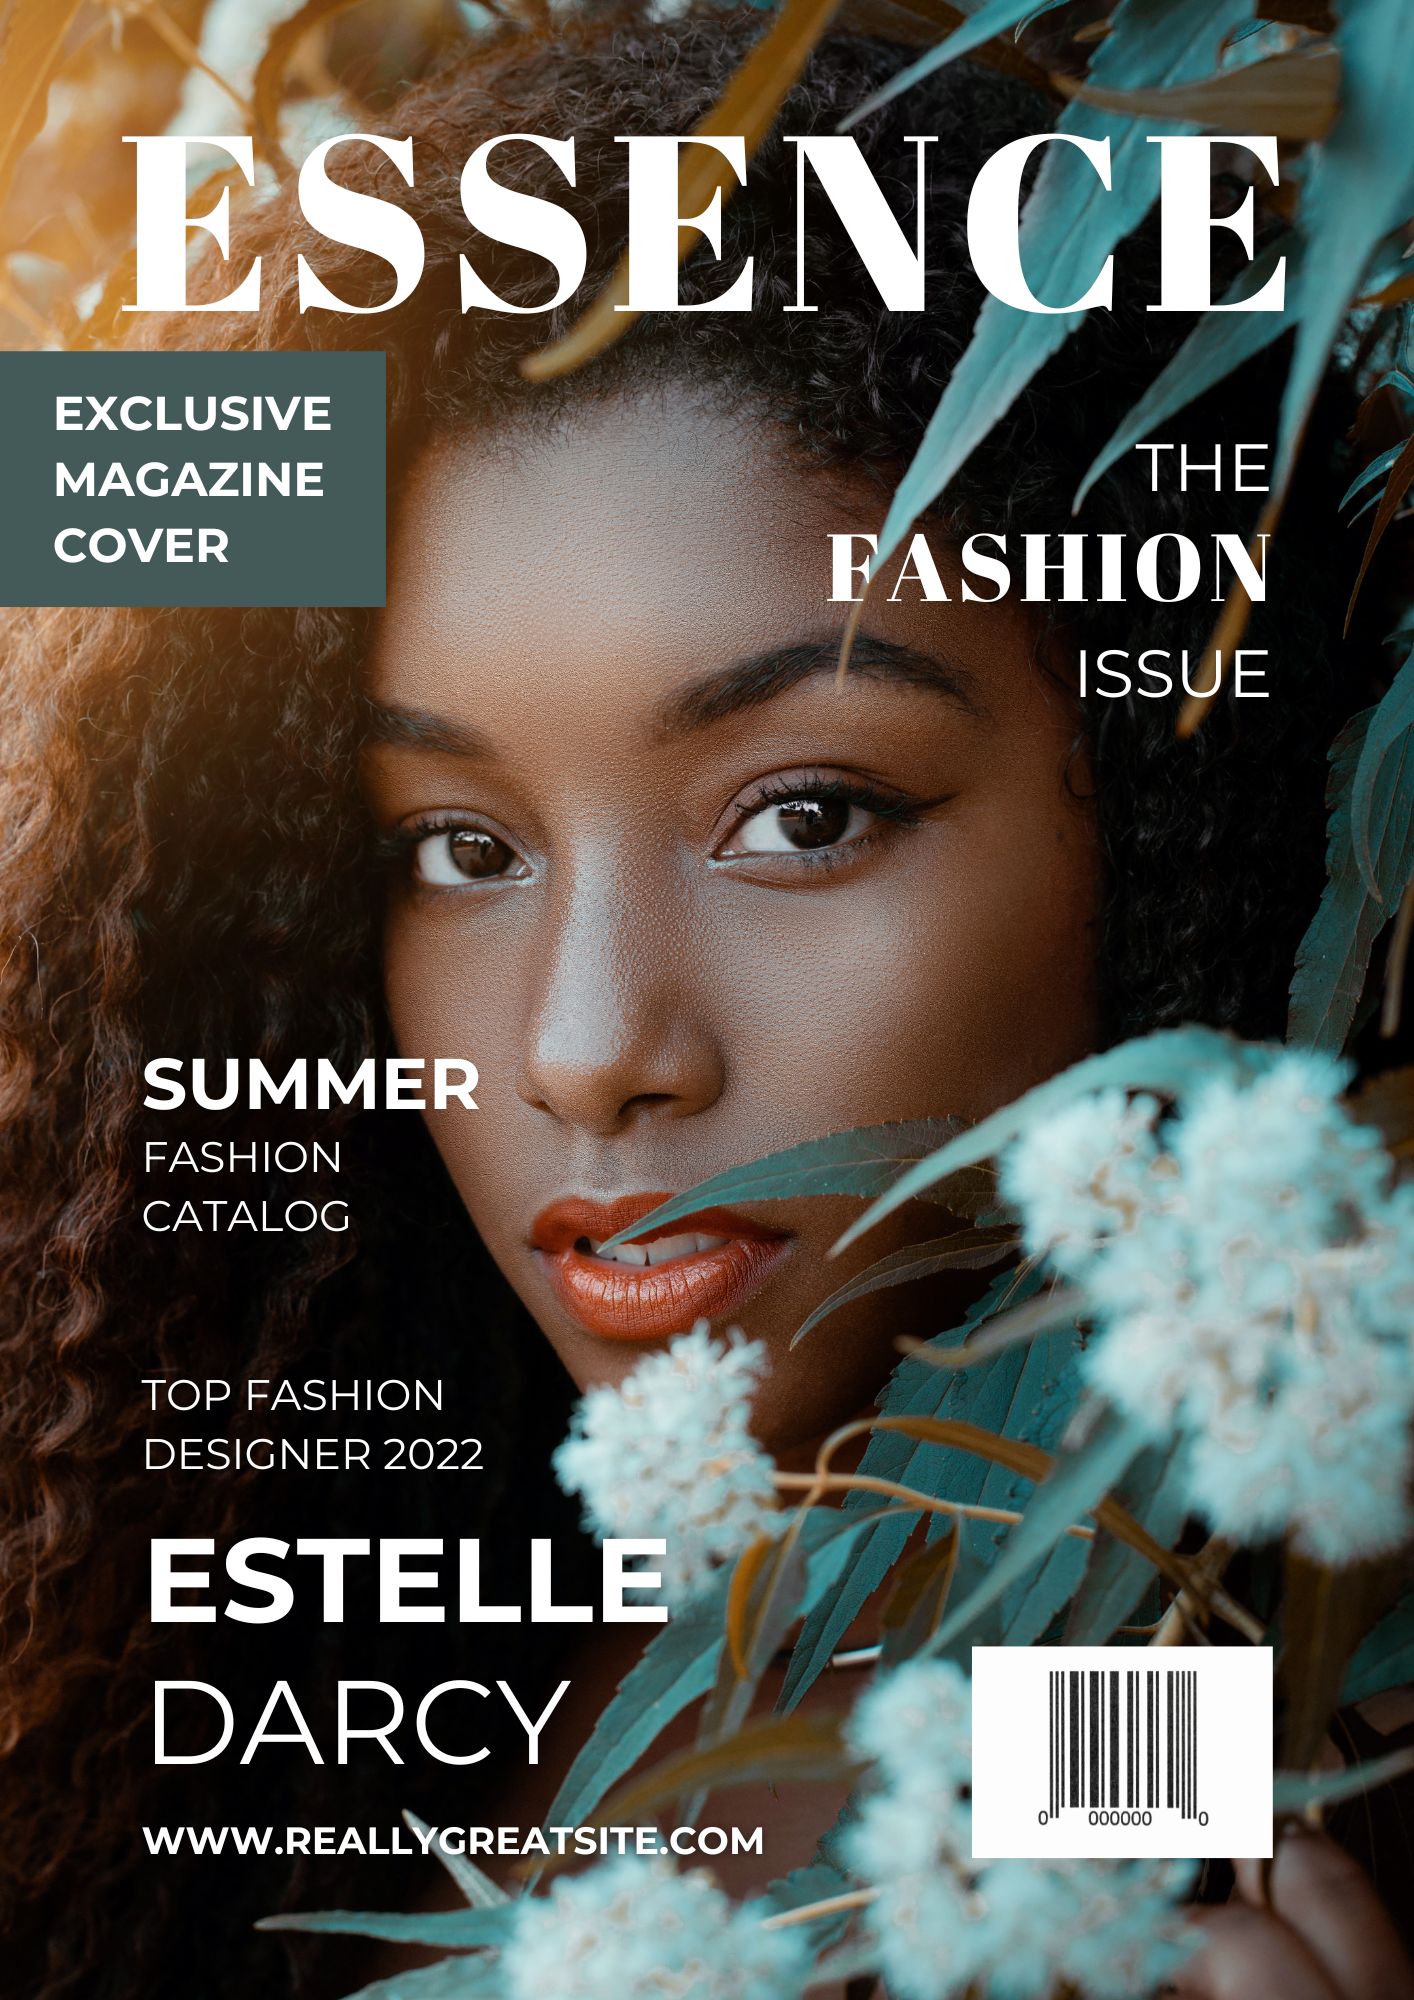 ESSENCE
EXCLUSIVE
MAGAZINE
COVER
THE
FASHION
ISSUE
SUMMER
FASHION
CATALOG
TOP FASHION
DESIGNER 2022
ESTELLE
DARCY
WWW.REALLYGREATSITE.COM
0 000000 0